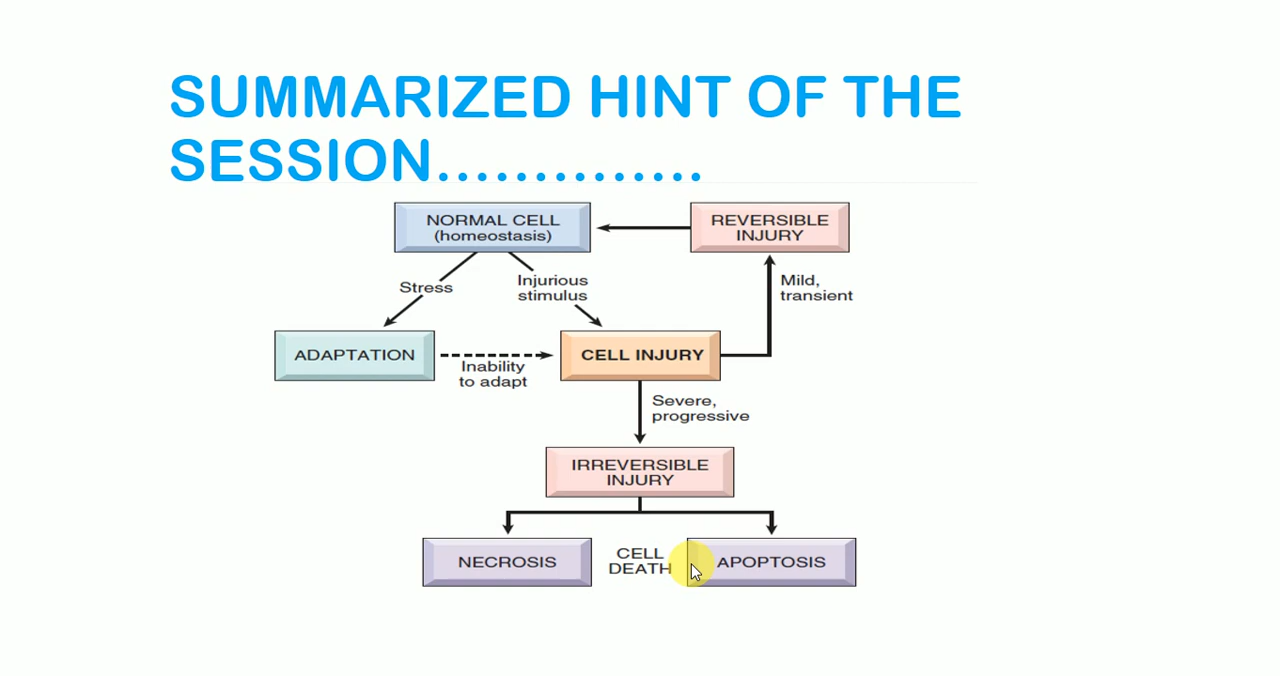 SUMMARIZED HINT OF THE
SESSION..............
NORMAL CELL
(homeostasis)
REVERSIBLE
INJURY
Stress
Injurious
stimulus
Mild,
transient
ADAPTATION
Inability
to adapt
CELL INJURY
Severe,
progressive
IRREVERSIBLE
INJURY
NECROSIS
CELL
DEATH
APOPTOSIS